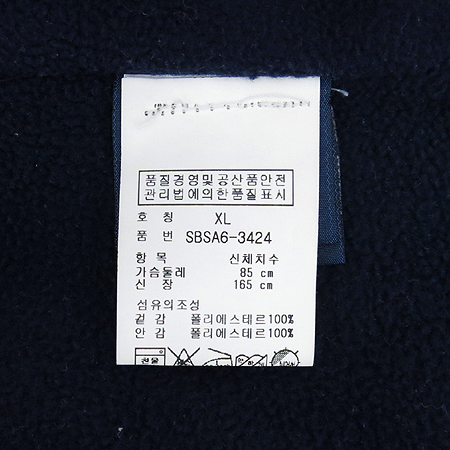 품질경영및공산품안전
관리법에의한품질표시
호 칭 XL
품 번 SBSA6-3424
항 목 신체치수
가슴둘레 85 cm
신 장 165 cm
섬유의조성
겉 감 폴리에스테르100%
안 감 폴리에스테르100%